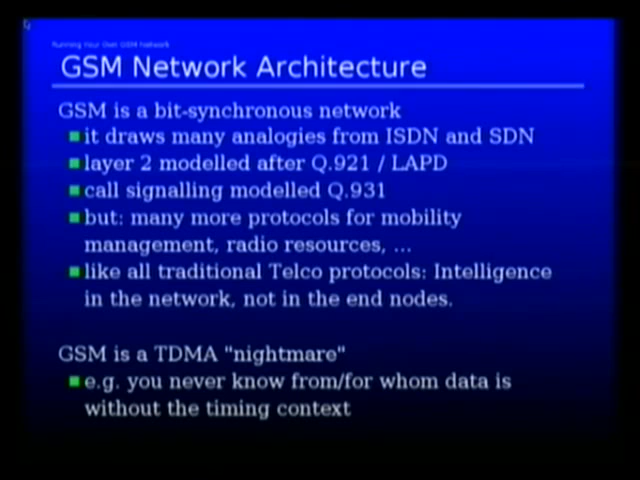 Running Your Own GSM Network
GSM Network Architecture
GSM is a bit-synchronous network
it draws many analogies from ISDN and SDN
layer 2 modelled after Q.921 / LAPD
call signalling modelled Q.931
but: many more protocols for mobility
management, radio resources, ...
like all traditional Telco protocols: Intelligence
in the network, not in the end nodes.
GSM is a TDMA "nightmare"
e.g. you never know from/for whom data is
without the timing context